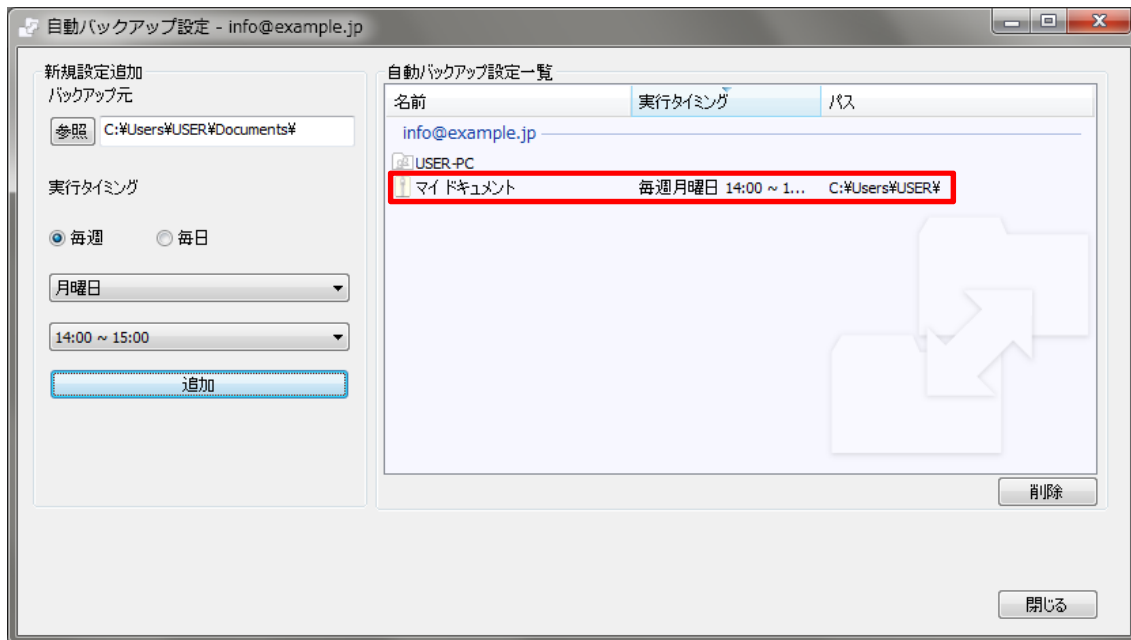 自動バックアップ設定 - info@example.jp
新規設定追加
バックアップ元
参照 C:¥Users¥USER¥Documents¥
実行タイミング
毎週 毎日
月曜日
14:00 ~ 15:00
追加
自動バックアップ設定一覧
名前 実行タイミング パス
info@example.jp
USER-PC
マイ ドキュメント 毎週月曜日 14:00 ~ 1... C:¥Users¥USER¥
削除
閉じる